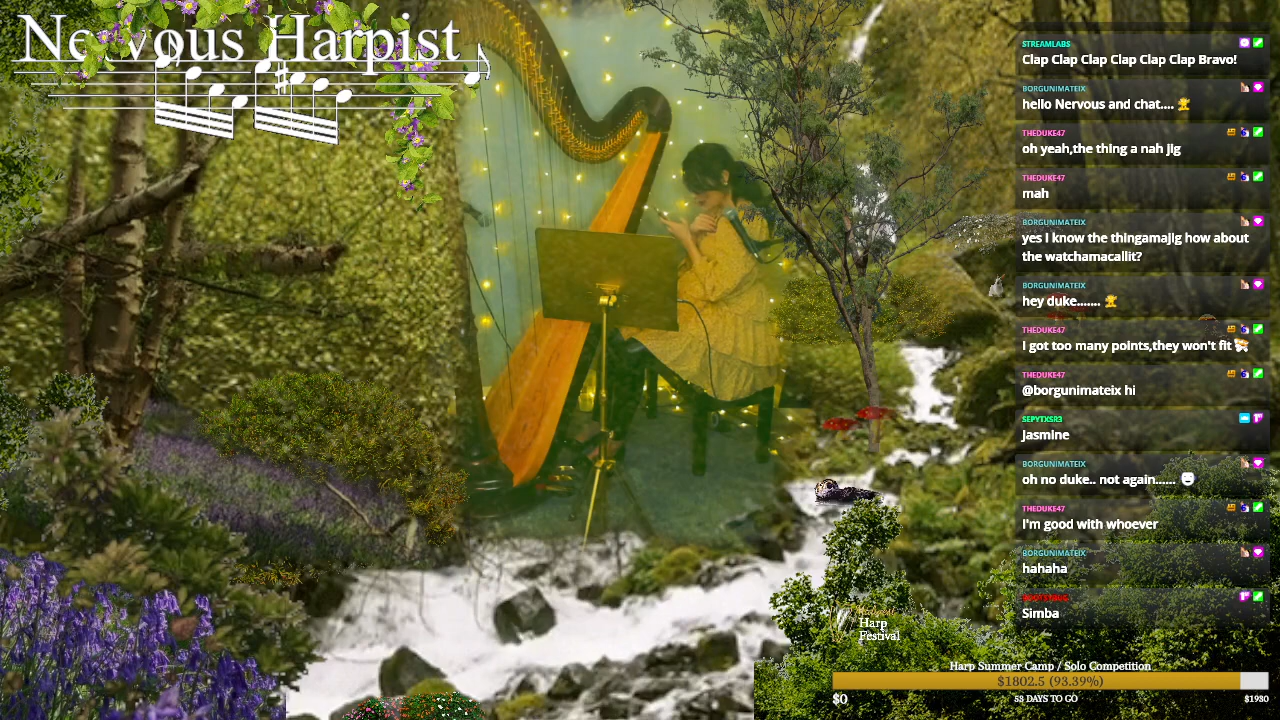 Nervous Harpist
STREAMLABS
Clap Clap Clap Clap Clap Clap Bravo!
BORGUNIMATEIX
hello Nervous and chat....
THEDUKE47
oh yeah,the thing a nah jig
THEDUKE47
mah
BORGUNIMATEIX
yes I know the thingamajig how about
the watchamacallit?
BORGUNIMATEIX
hey duke.......
THEDUKE47
I got too many points,they won't fit
THEDUKE47
@borgunimateix hi
SEPYTXSR3
Jasmine
BORGUNIMATEIX
oh no duke.. not again......
THEDUKE47
I'm good with whoever
BORGUNIMATEIX
hahaha
Simba
Harp
Festival
Harp Summer Camp / Solo Competition
$1802.5 (93.39%)
$0
53 DAYS TO GO
$1930